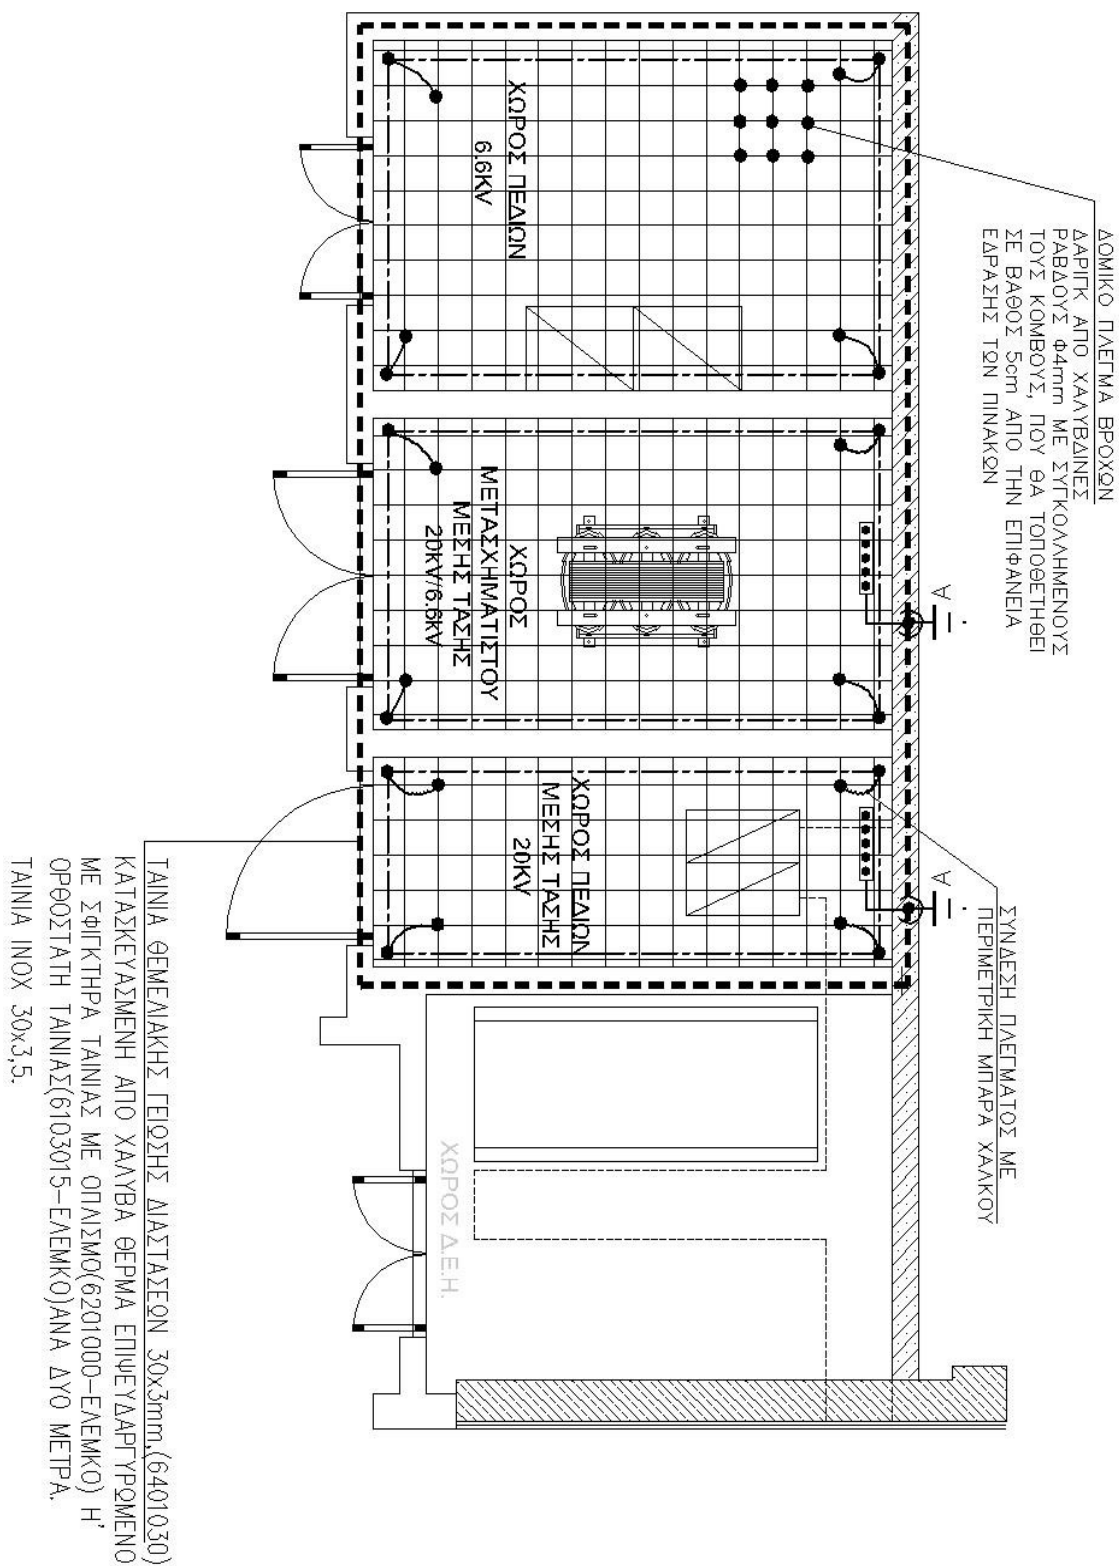 ΔΟΜΙΚΟ ΠΛΕΓΜΑ ΒΡΟΧΩΝ
ΔΑΡΙΓΚ ΑΠΟ ΧΑΛΥΒΔΙΝΕΣ
ΡΑΒΔΟΥΣ Φ4mm ΜΕ ΣΥΓΚΟΛΛΗΜΕΝΟΥΣ
ΤΟΥΣ ΚΟΜΒΟΥΣ, ΠΟΥ ΘΑ ΤΟΠΟΘΕΤΗΘΕΙ
ΣΕ ΒΑΘΟΣ 5cm ΑΠΟ ΤΗΝ ΕΠΙΦΑΝΕΙΑ
ΕΔΡΑΣΗΣ ΤΩΝ ΠΙΝΑΚΩΝ
Α
Α
ΣΥΝΔΕΣΗ ΠΛΕΓΜΑΤΟΣ ΜΕ
ΠΕΡΙΜΕΤΡΙΚΗ ΜΠΑΡΑ ΧΑΛΚΟΥ
ΧΩΡΟΣ ΠΕΔΙΩΝ
6.6KV
ΧΩΡΟΣ
ΜΕΤΑΣΧΗΜΑΤΙΣΤΟΥ
ΜΕΣΗΣ ΤΑΣΗΣ
20kV/6.6kV
ΧΩΡΟΣ ΠΕΔΙΩΝ
ΜΕΣΗΣ ΤΑΣΗΣ
20KV
ΧΩΡΟΣ Δ.Ε.Η.
ΤΑΙΝΙΑ ΘΕΜΕΛΙΑΚΗΣ ΓΕΙΩΣΗΣ ΔΙΑΣΤΑΣΕΩΝ 30x3mm,(6401030)
ΚΑΤΑΣΚΕΥΑΣΜΕΝΗ ΑΠΟ ΧΑΛΥΒΑ ΘΕΡΜΑ ΕΠΙΨΕΥΔΑΡΓΥΡΩΜΕΝΟ
ΜΕ ΣΦΙΓΚΤΗΡΑ ΤΑΙΝΙΑΣ ΜΕ ΟΠΛΙΣΜΟ(6201000-ΕΛΕΜΚΟ) Η'
ΟΡΘΟΣΤΑΤΗ ΤΑΙΝΙΑΣ(6103015-ΕΛΕΜΚΟ)ΑΝΑ ΔΥΟ ΜΕΤΡΑ.
ΤΑΙΝΙΑ ΙΝΟΧ 30x3,5.